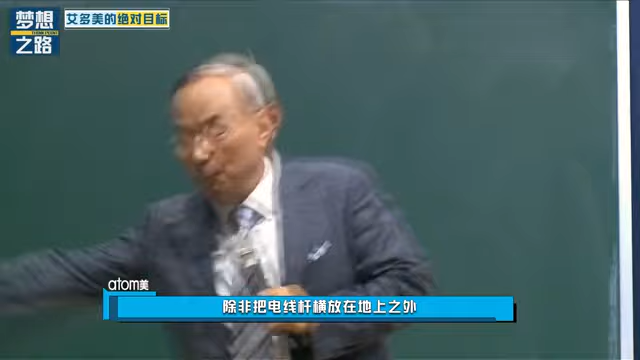 梦想
之路
艾多美的绝对目标
atom美
除非把电线杆横放在地上之外